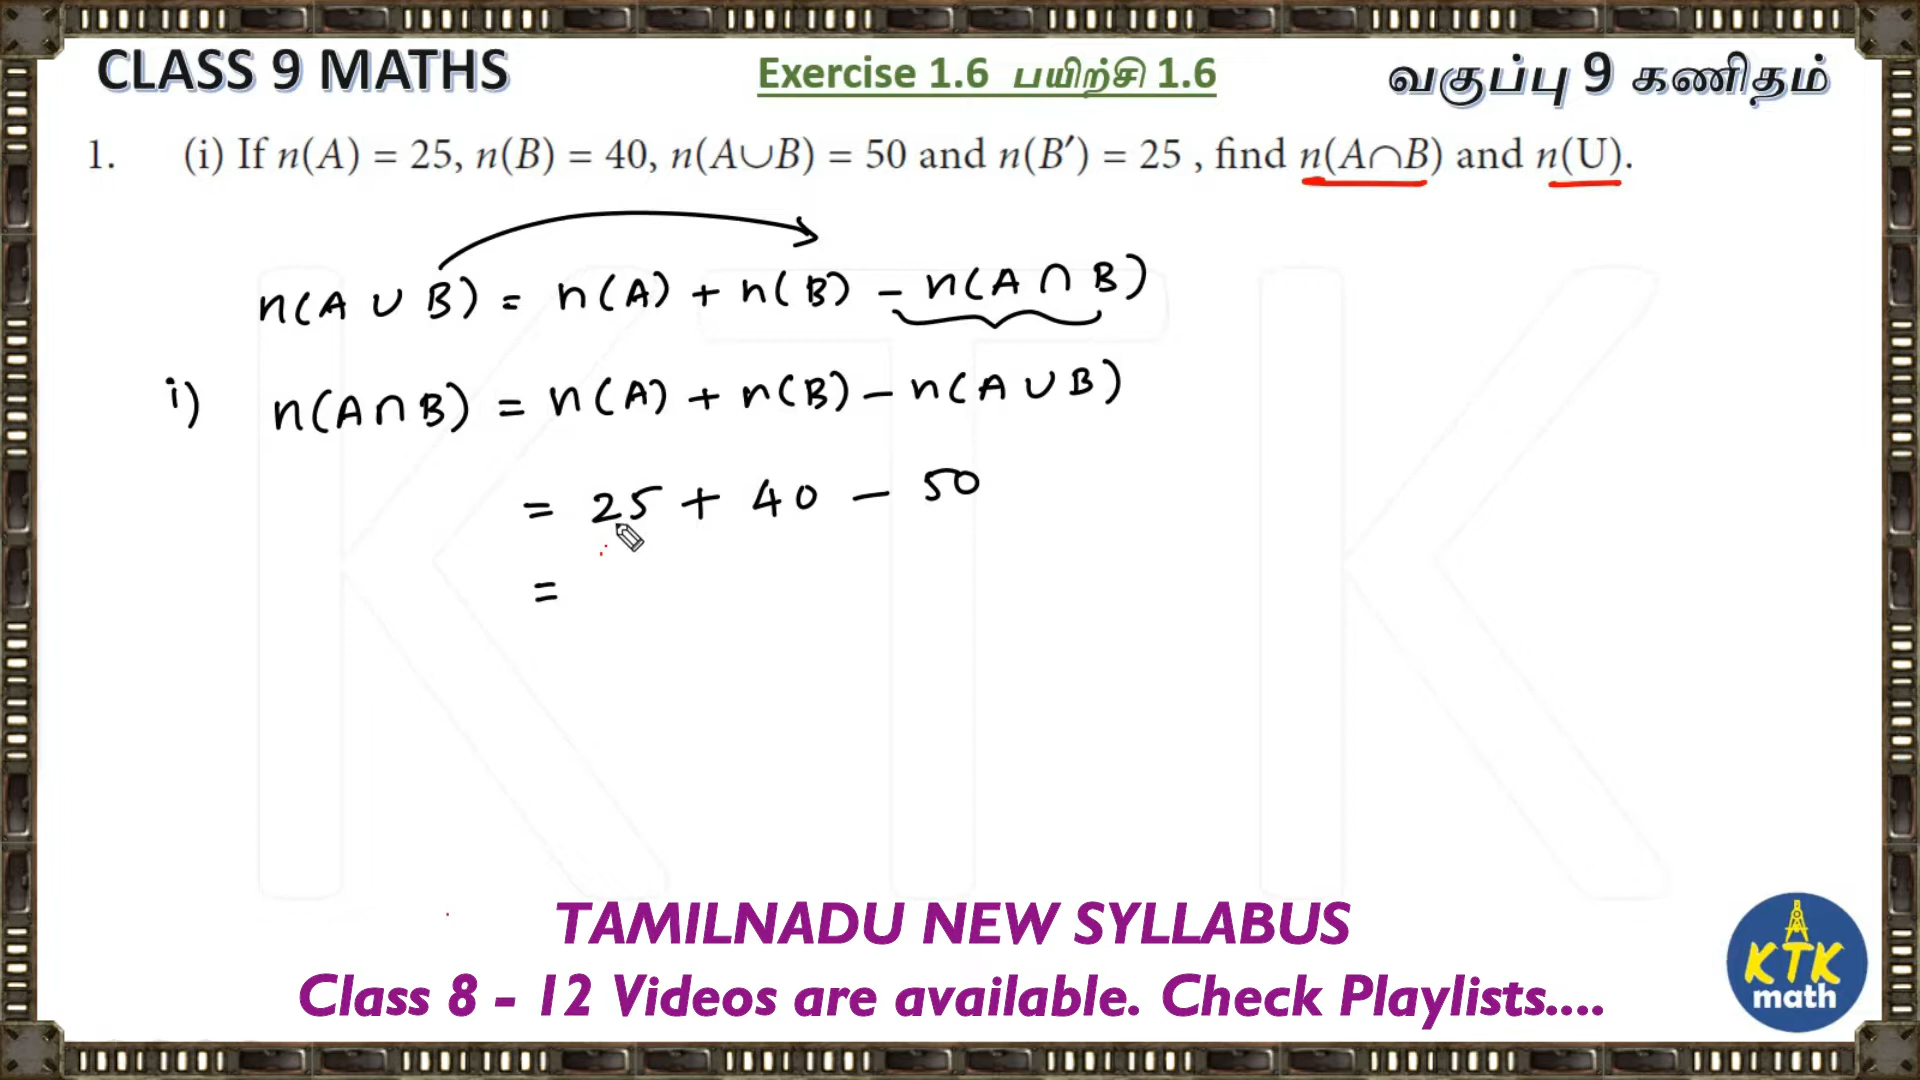 CLASS 9 MATHS
Exercise 1.6 பயிற்சி 1.6
வகுப்பு 9 கணிதம்
1. (i) If n(A) = 25, n(B) = 40, n(A∪B) = 50 and n(B′) = 25 , find n(A∩B) and n(U).
n(A ∪ B) = n(A) + n(B) - n(A ∩ B)
i) n(A∩B) = n(A) + n(B) - n(A ∪ B)
= 25 + 40 - 50
=
KTK
TAMILNADU NEW SYLLABUS
Class 8 - 12 Videos are available. Check Playlists....
KTK
math